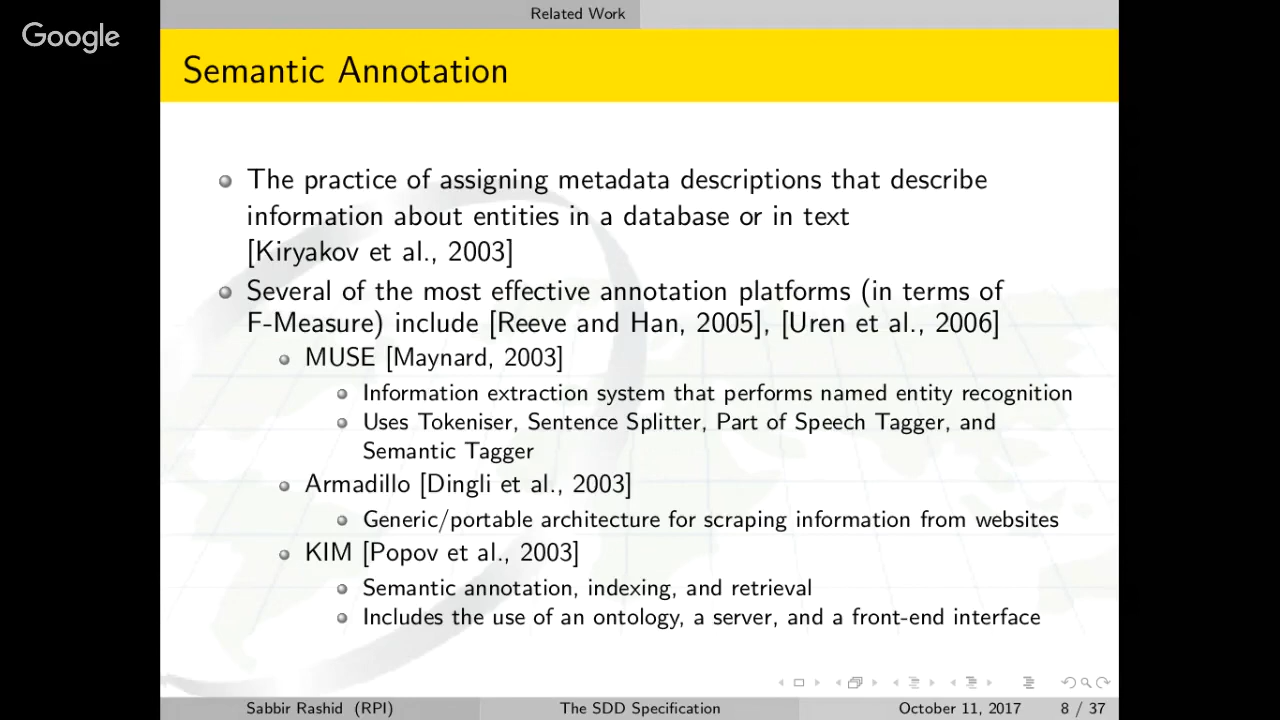 Google
Related Work
Semantic Annotation
The practice of assigning metadata descriptions that describe
information about entities in a database or in text
[Kiryakov et al., 2003]
Several of the most effective annotation platforms (in terms of
F-Measure) include [Reeve and Han, 2005], [Uren et al., 2006]
MUSE [Maynard, 2003]
Information extraction system that performs named entity recognition
Uses Tokeniser, Sentence Splitter, Part of Speech Tagger, and
Semantic Tagger
Armadillo [Dingli et al., 2003]
Generic/portable architecture for scraping information from websites
KIM [Popov et al., 2003]
Semantic annotation, indexing, and retrieval
Includes the use of an ontology, a server, and a front-end interface
Sabbir Rashid (RPI) The SDD Specification October 11, 2017 8 / 37